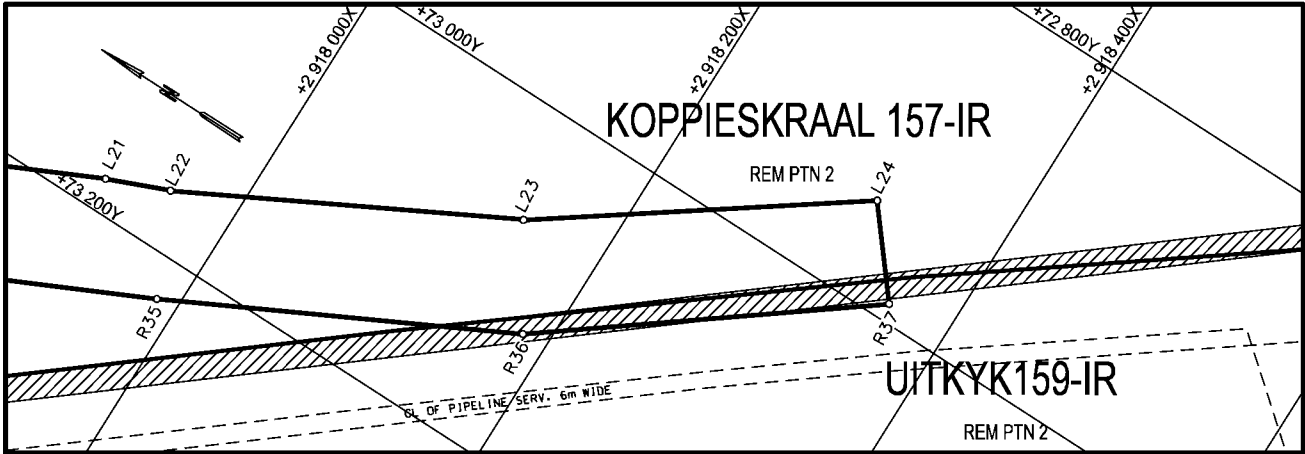 +2 918 000X
+73 000Y
+2 918 200X
+72 800Y
+2 918 400X
N
KOPPIESKRAAL 157-IR
REM PTN 2
L21
L22
+73 200Y
L23
L24
R35
R36
R37
CL OF PIPELINE SERV. 6m WIDE
UITKYK159-IR
REM PTN 2